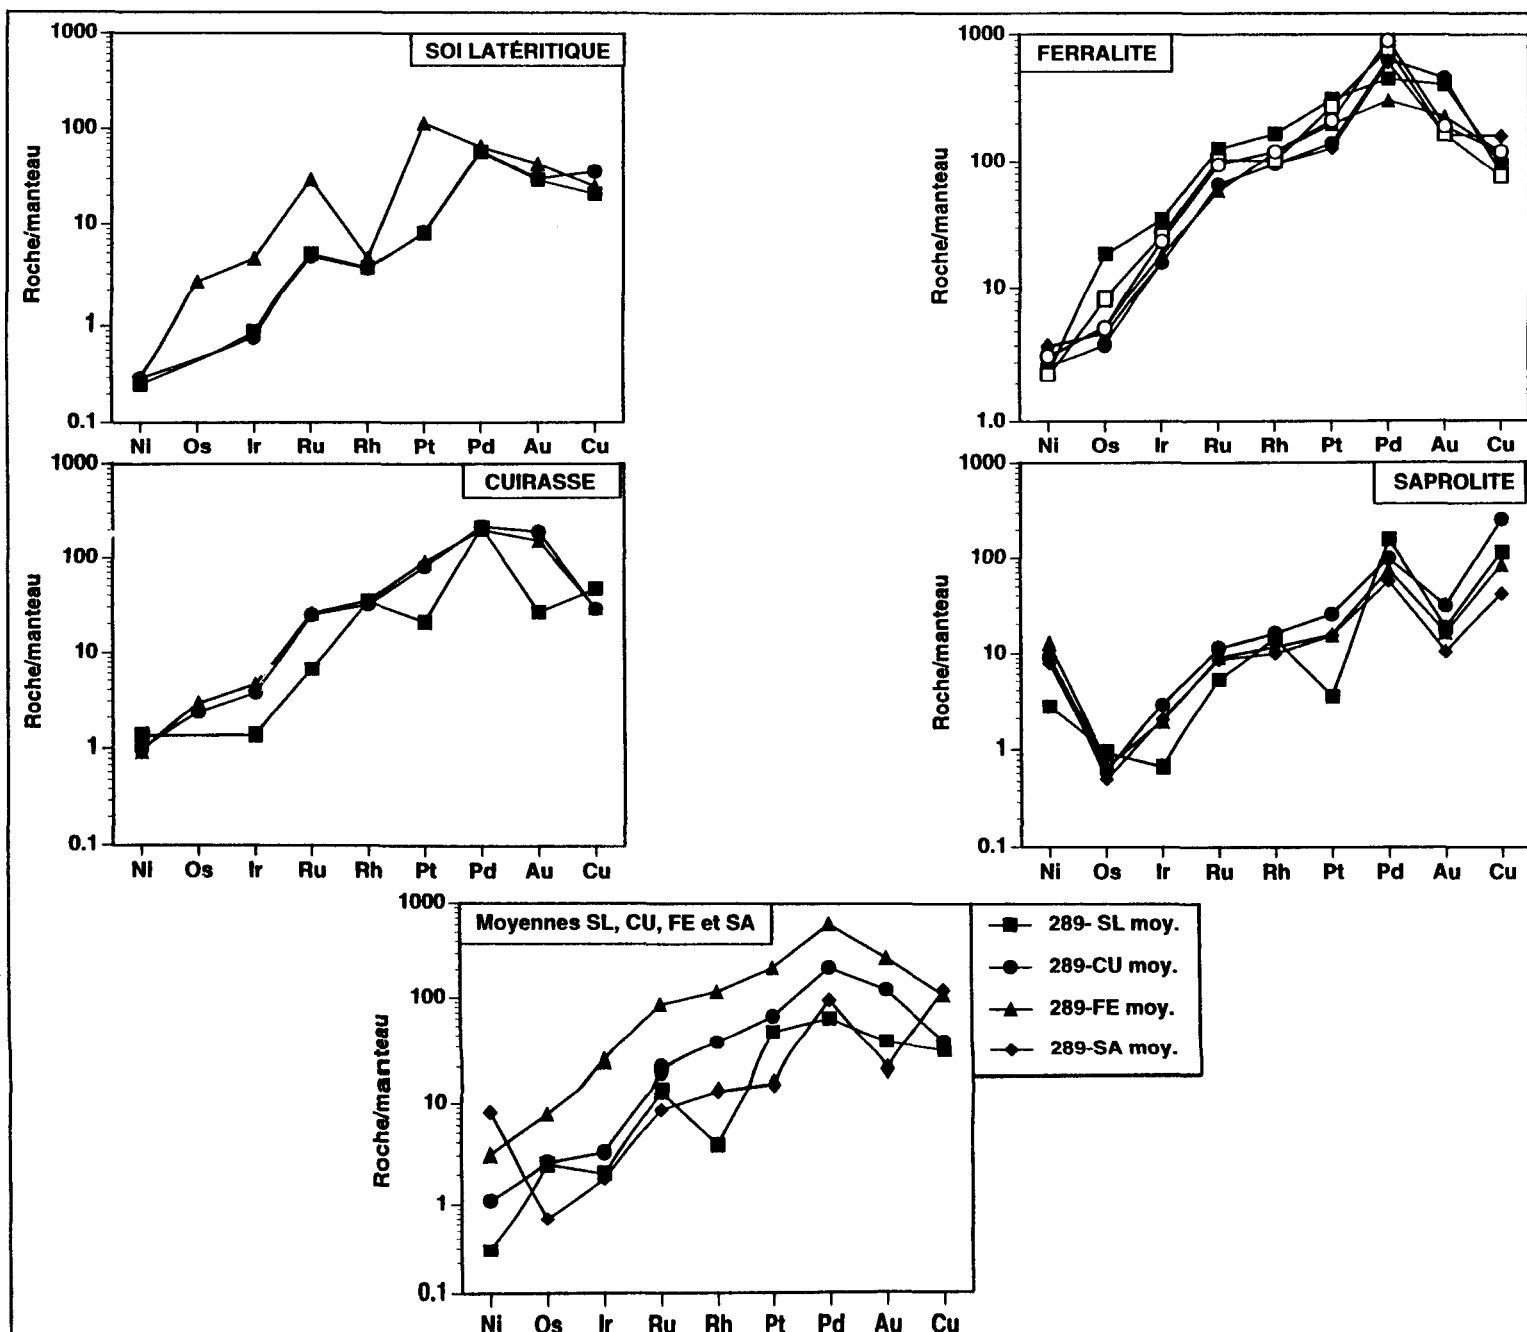 SOI LATÉRITIQUE
Roche/manteau
1000
100
10
1
0.1
Ni Os Ir Ru Rh Pt Pd Au Cu
FERRALITE
Roche/manteau
1000
100
10
1.0
Ni Os Ir Ru Rh Pt Pd Au Cu
CUIRASSE
Roche/manteau
1000
100
10
1
0.1
Ni Os Ir Ru Rh Pt Pd Au Cu
SAPROLITE
Roche/manteau
1000
100
10
1
0.1
Ni Os Ir Ru Rh Pt Pd Au Cu
Moyennes SL, CU, FE et SA
Roche/manteau
1000
100
10
1
0.1
Ni Os Ir Ru Rh Pt Pd Au Cu
289- SL moy.
289-CU moy.
289-FE moy.
289-SA moy.